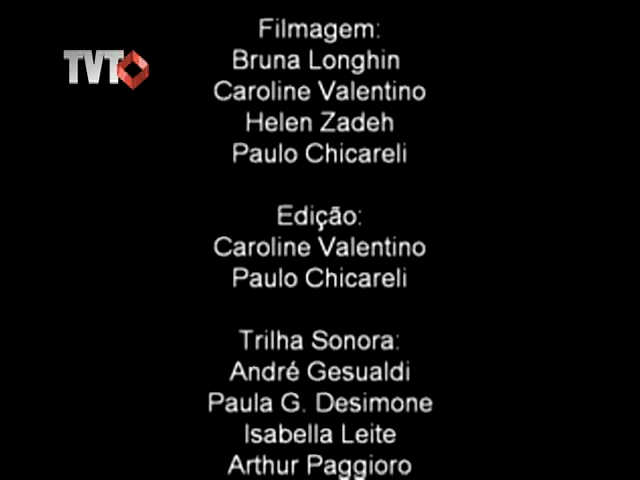 Filmagem:
TVT
Bruna Longhin
Caroline Valentino
Helen Zadeh
Paulo Chicareli
Edição:
Caroline Valentino
Paulo Chicareli
Trilha Sonora:
André Gesualdi
Paula G. Desimone
Isabella Leite
Arthur Paggioro